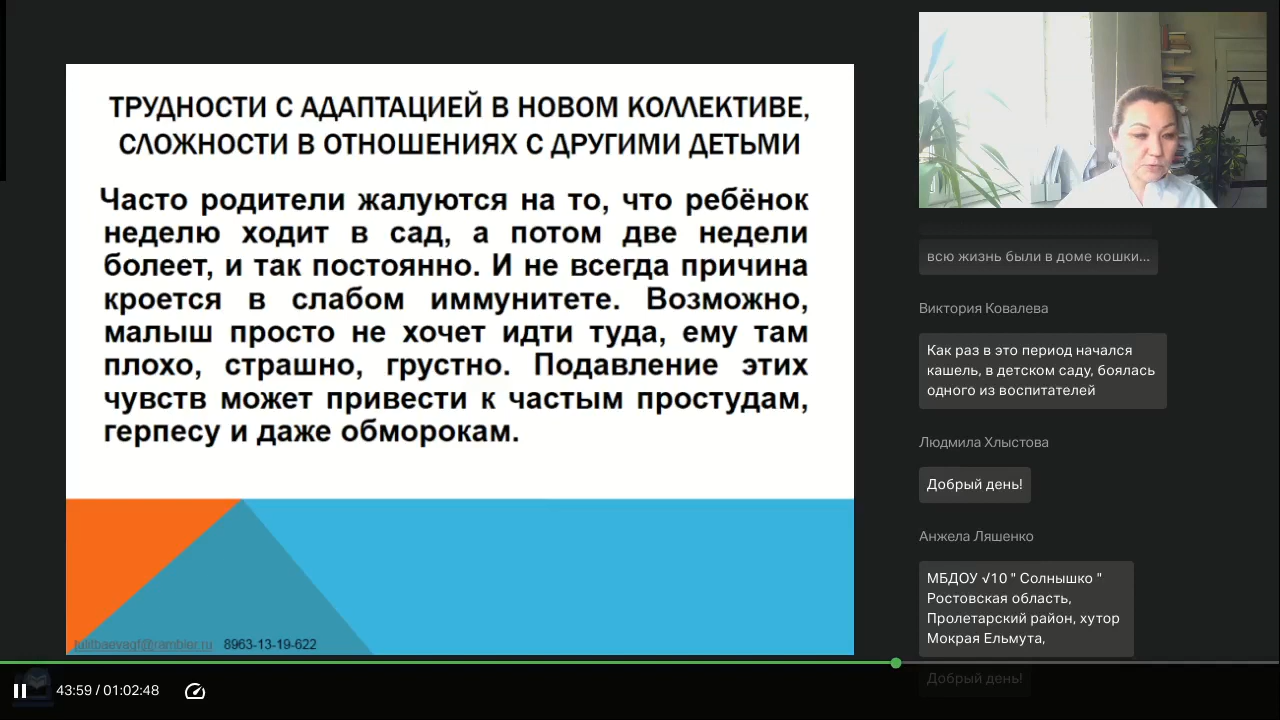 ТРУДНОСТИ С АДАПТАЦИЕЙ В НОВОМ КОЛЛЕКТИВЕ,
СЛОЖНОСТИ В ОТНОШЕНИЯХ С ДРУГИМИ ДЕТЬМИ
Часто родители жалуются на то, что ребёнок
неделю ходит в сад, а потом две недели
болеет, и так постоянно. И не всегда причина
кроется в слабом иммунитете. Возможно,
малыш просто не хочет идти туда, ему там
плохо, страшно, грустно. Подавление этих
чувств может привести к частым простудам,
герпесу и даже обморокам.
8963-13-19-622
всю жизнь были в доме кошки...
Виктория Ковалева
Как раз в это период начался
кашель, в детском саду, боялась
одного из воспитателей
Людмила Хлыстова
Добрый день!
Анжела Ляшенко
МБДОУ √10 " Солнышко "
Ростовская область,
Пролетарский район, хутор
Мокрая Ельмута,
Добрый день!
43:59 / 01:02:48